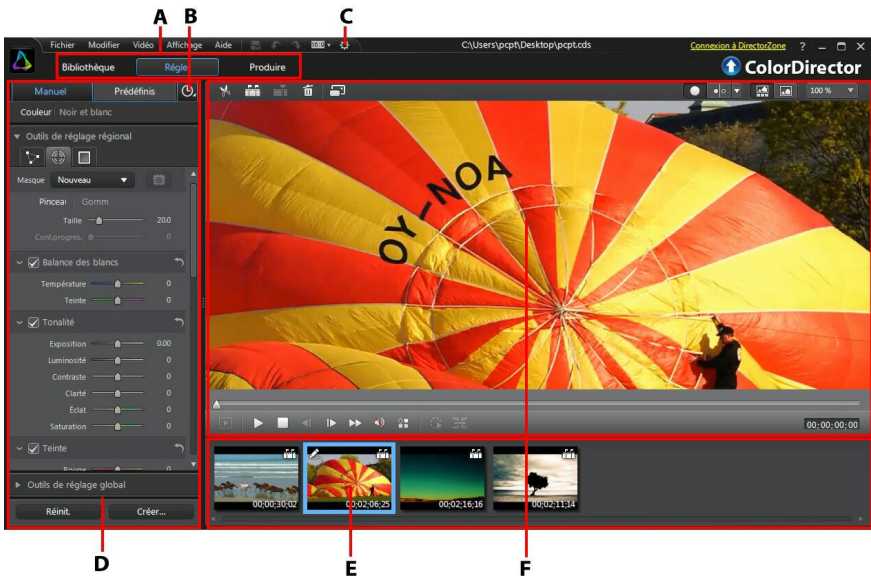 A B C
Fichier Modifier Vidéo Affichage Aide C:\Users\pcpt\Desktop\pcpt.cds Connexion à DirectorZone ?
Bibliothèque Réglage Produire ColorDirector
Manuel Prédéfinis 100 %
Couleur Noir et blanc
Outils de réglage régional
Masque Nouveau
Pinceau Gomm
Taille 20.0
Cont.progres. 0
Balance des blancs
Température 0
Teinte 0
Tonalité
Exposition 0.00
Luminosité 0
Contraste 0
Clarté 0
Éclat 0
Saturation 0
Teinte
Rouge 0
Outils de réglage global
Réinit. Créer...
OY-NOA
00;00;00;00
00;00;30;02 00;02;06;25 00;02;16;16 00;02;11;14
D E F